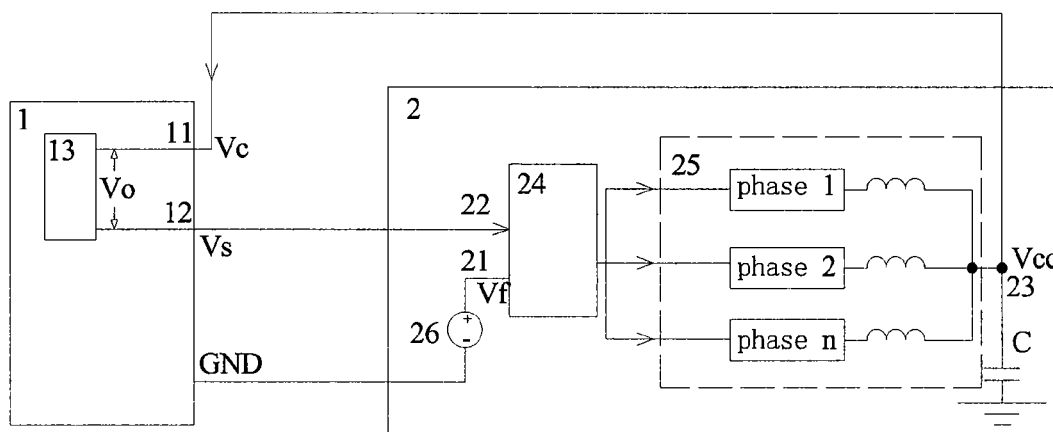 1
2
11
13
Vc
Vo
25
24
phase 1
12
22
Vs
phase 2
Vcc
23
21
Vf
26
+
-
phase n
C
GND